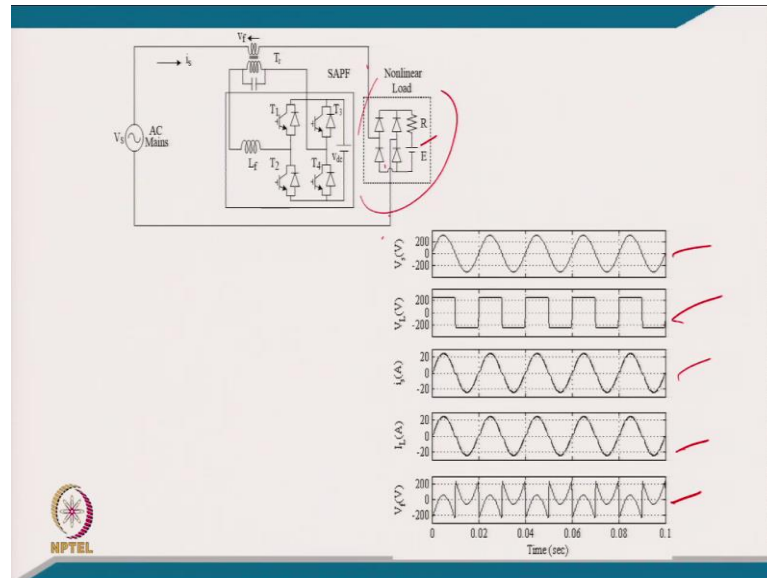 vf
is
Tr
SAPF
Nonlinear
Load
T1
T3
R
Vs
AC
Mains
Lf
Vdc
E
T2
T4
Vs(V)
200
0
-200
VL(V)
200
0
-200
is(A)
20
0
-20
IL(A)
20
0
-20
Vf(V)
200
0
-200
0 0.02 0.04 0.06 0.08 0.1
Time (sec)
NPTEL